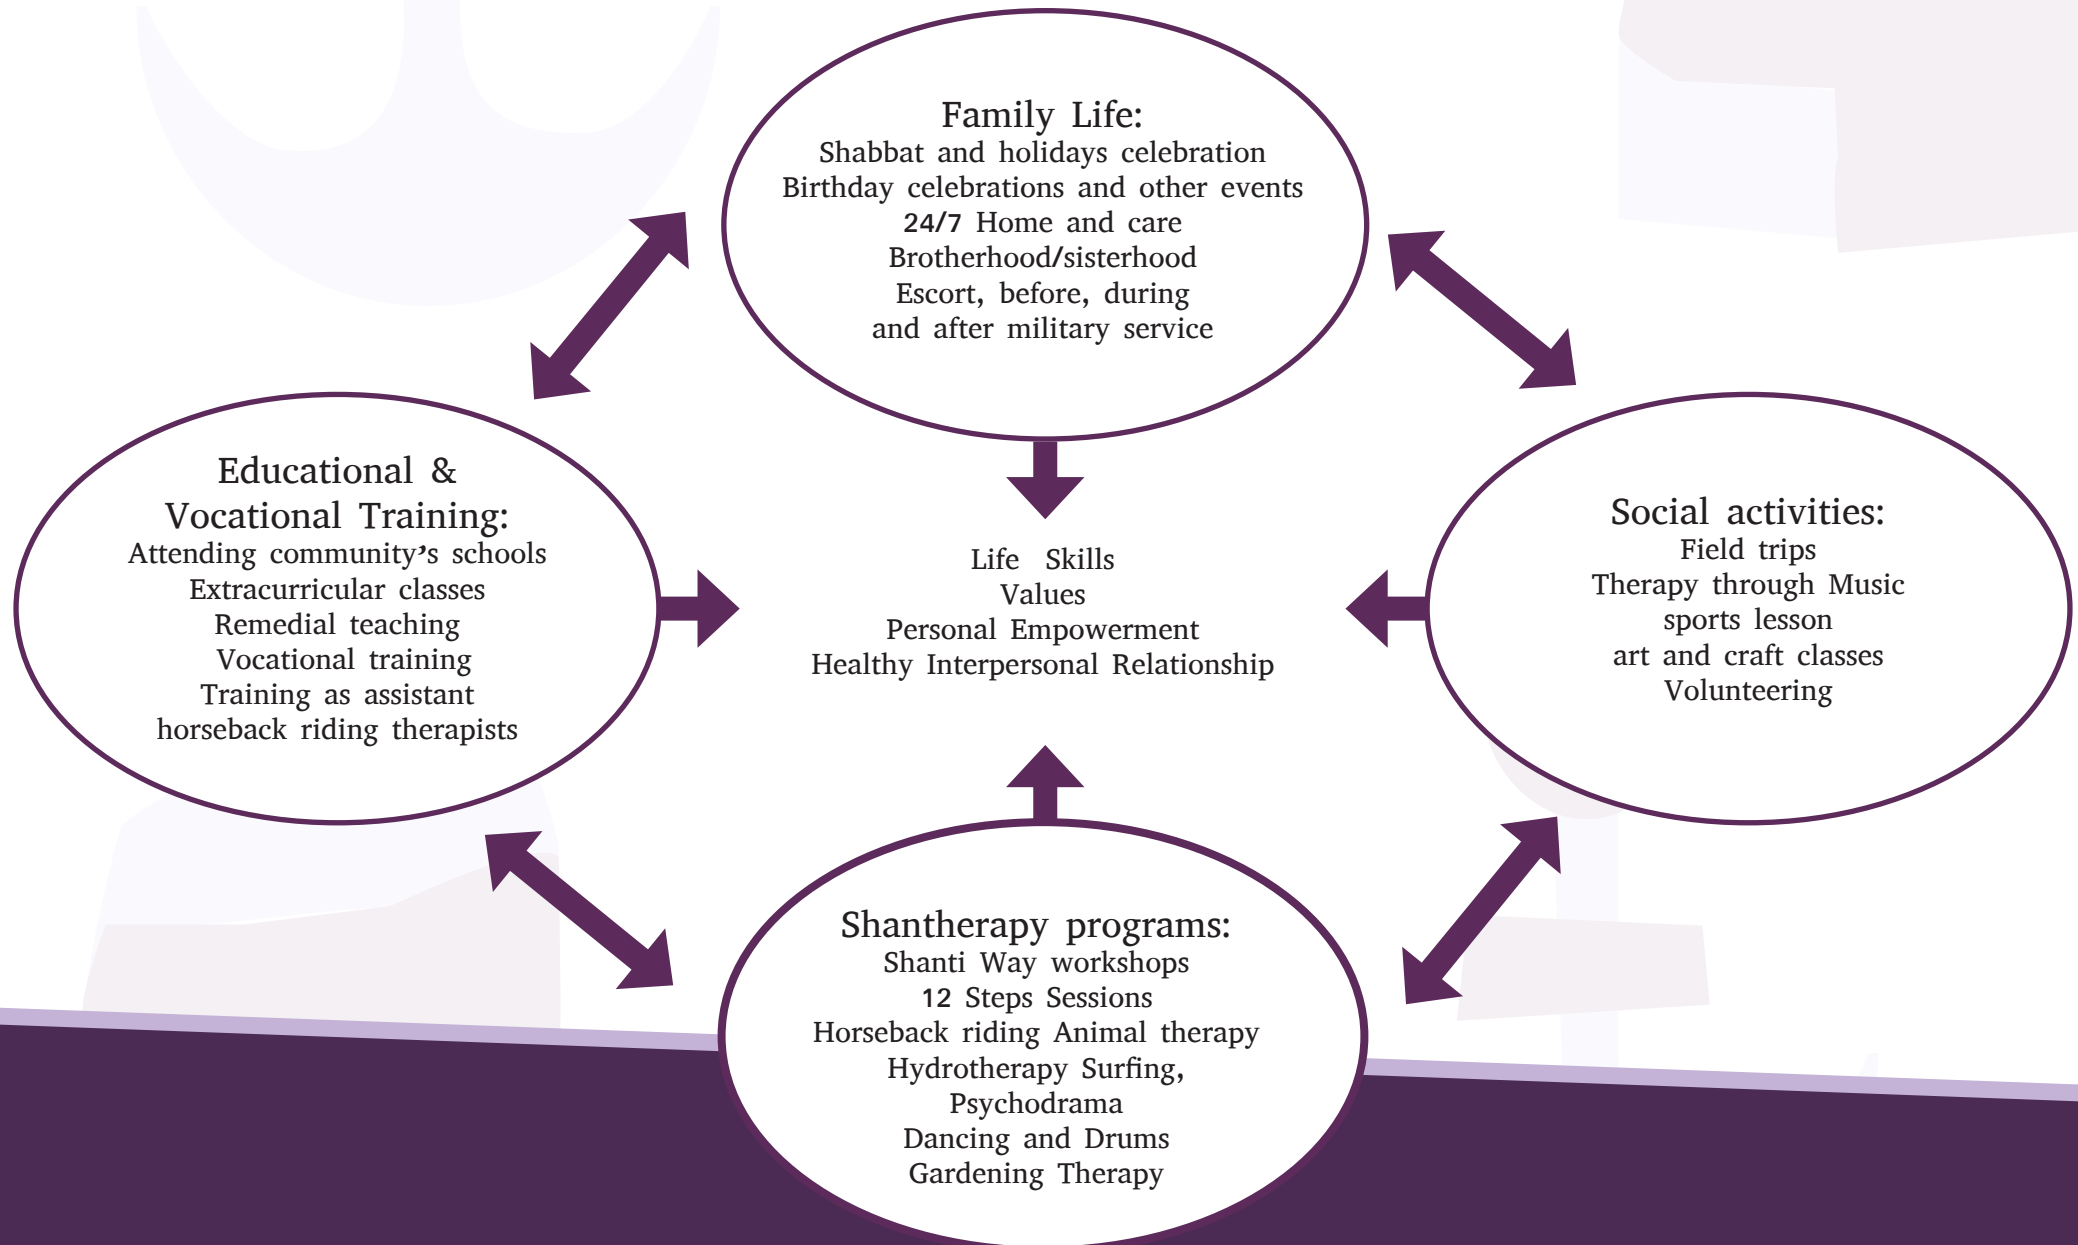 Family Life:
Shabbat and holidays celebration
Birthday celebrations and other events
24/7 Home and care
Brotherhood/sisterhood
Escort, before, during
and after military service
Educational &
Vocational Training:
Attending community's schools
Extracurricular classes
Remedial teaching
Vocational training
Training as assistant
horseback riding therapists
Life Skills
Values
Personal Empowerment
Healthy Interpersonal Relationship
Social activities:
Field trips
Therapy through Music
sports lesson
art and craft classes
Volunteering
Shantherapy programs:
Shanti Way workshops
12 Steps Sessions
Horseback riding Animal therapy
Hydrotherapy Surfing,
Psychodrama
Dancing and Drums
Gardening Therapy